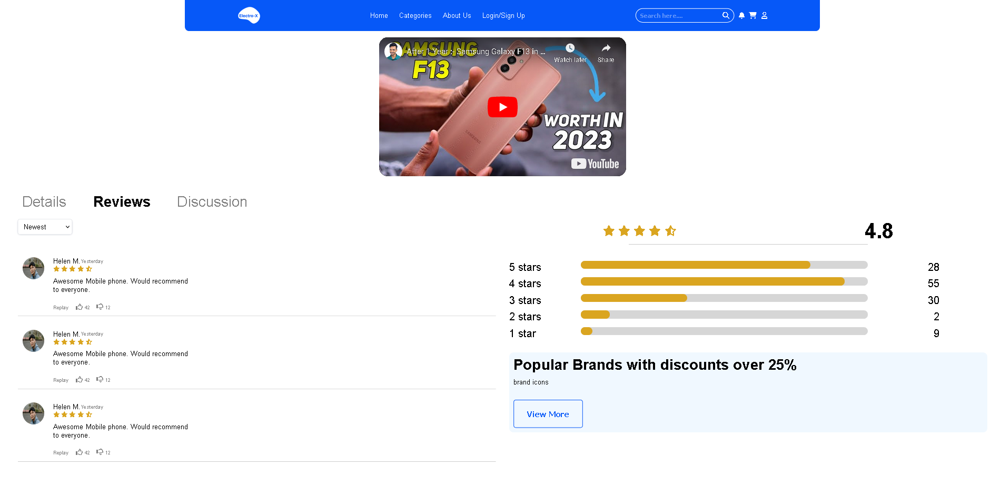 Electro-X
Home
Categories
About Us
Login/Sign Up
Search here....
SAMSUNG
F13
After 1 Year :- Samsung Galaxy F13 in ...
Watch later
Share
SAMSUNG
WORTH IN
2023
YouTube
Details
Reviews
Discussion
Newest
4.8
Helen M. Yesterday
Awesome Mobile phone. Would recommend
to everyone.
Replay 42 12
Helen M. Yesterday
Awesome Mobile phone. Would recommend
to everyone.
Replay 42 12
Helen M. Yesterday
Awesome Mobile phone. Would recommend
to everyone.
Replay 42 12
5 stars 28
4 stars 55
3 stars 30
2 stars 2
1 star 9
Popular Brands with discounts over 25%
brand icons
View More